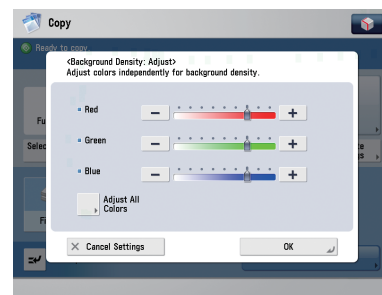 Copy
Ready to copy.
<Background Density: Adjust>
Adjust colors independently for background density.
Red
Green
Blue
Adjust All
Colors
Cancel Settings
OK